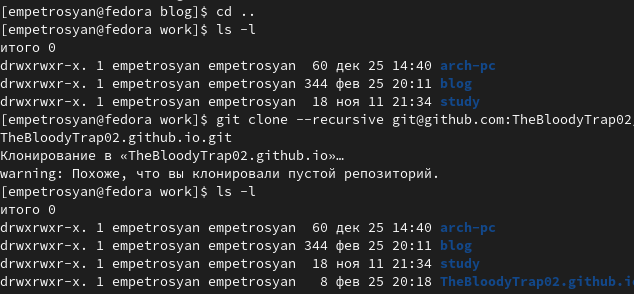 [empetrosyan@fedora blog]$ cd ..
[empetrosyan@fedora work]$ ls -l
итого 0
drwxrwxr-x. 1 empetrosyan empetrosyan  60 дек 25 14:40 arch-pc
drwxrwxr-x. 1 empetrosyan empetrosyan 344 фев 25 20:11 blog
drwxrwxr-x. 1 empetrosyan empetrosyan  18 ноя 11 21:34 study
[empetrosyan@fedora work]$ git clone --recursive git@github.com:TheBloodyTrap02/
TheBloodyTrap02.github.io.git
Клонирование в «TheBloodyTrap02.github.io»…
warning: Похоже, что вы клонировали пустой репозиторий.
[empetrosyan@fedora work]$ ls -l
итого 0
drwxrwxr-x. 1 empetrosyan empetrosyan  60 дек 25 14:40 arch-pc
drwxrwxr-x. 1 empetrosyan empetrosyan 344 фев 25 20:11 blog
drwxrwxr-x. 1 empetrosyan empetrosyan  18 ноя 11 21:34 study
drwxrwxr-x. 1 empetrosyan empetrosyan   8 фев 25 20:18 TheBloodyTrap02.github.io